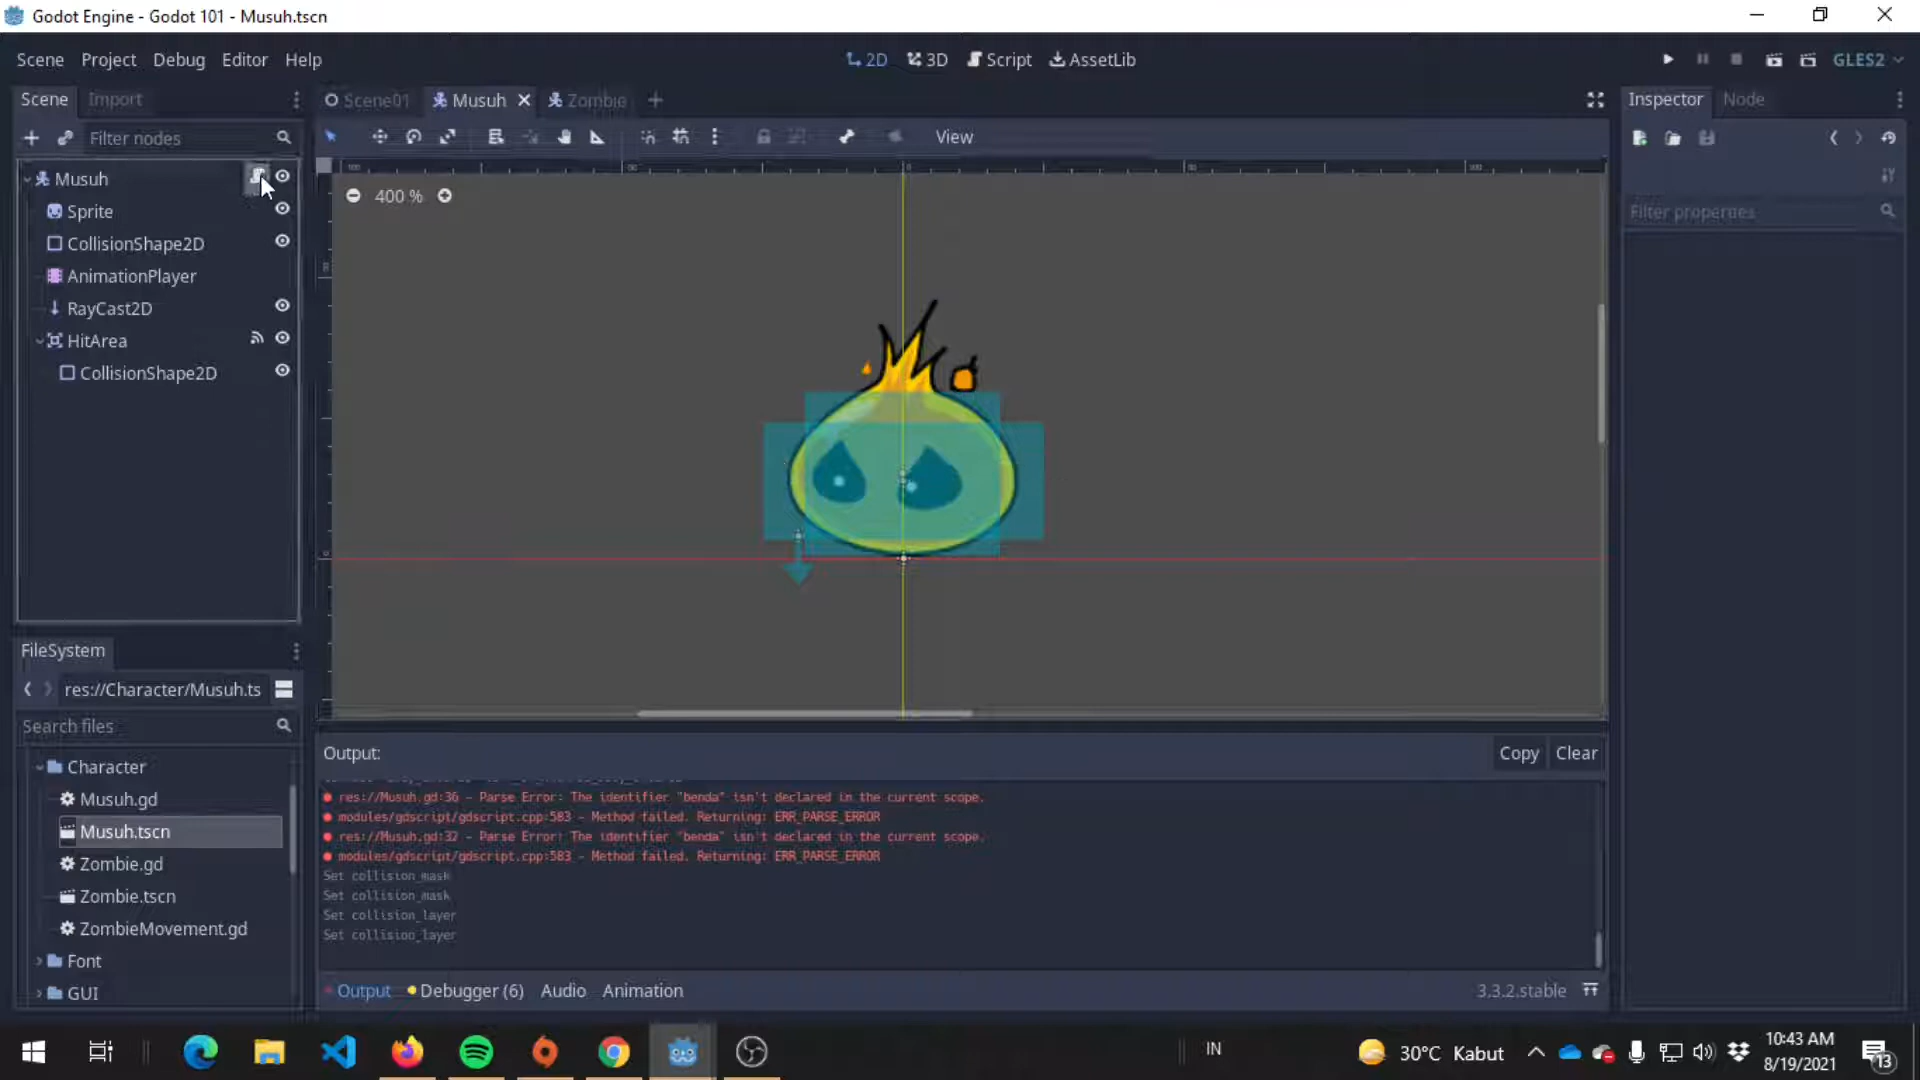 Godot Engine - Godot 101 - Musuh.tscn
Scene Project Debug Editor Help
2D 3D Script AssetLib
GLES2
Scene Import
Scene01 Musuh Zombie
Inspector Node
Filter nodes
View
Musuh
400 %
Sprite
Filter properties
CollisionShape2D
AnimationPlayer
RayCast2D
HitArea
CollisionShape2D
FileSystem
res://Character/Musuh.ts
Search files
Character
Musuh.gd
Musuh.tscn
Zombie.gd
Zombie.tscn
ZombieMovement.gd
Font
GUI
Output:
Copy Clear
res://Musuh.gd:36 - Parse Error: The identifier "benda" isn't declared in the current scope.
modules/gdscript/gdscript.cpp:583 - Method failed. Returning: ERR_PARSE_ERROR
res://Musuh.gd:32 - Parse Error: The identifier "benda" isn't declared in the current scope.
modules/gdscript/gdscript.cpp:583 - Method failed. Returning: ERR_PARSE_ERROR
Set collision_mask
Set collision_mask
Set collision_layer
Set collision_layer
Output Debugger (6) Audio Animation
3.3.2.stable
IN
30°C Kabut
10:43 AM
8/19/2021
13